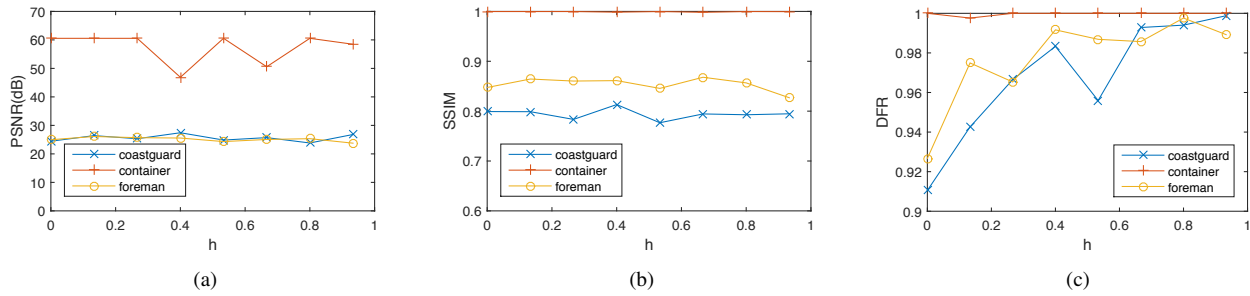 70
60
50
40
30
20
10
0
PSNR(dB)
coastguard
container
foreman
0 0.2 0.4 0.6 0.8 1
h
(a)
1
0.9
0.8
0.7
0.6
SSIM
coastguard
container
foreman
0 0.2 0.4 0.6 0.8 1
h
(b)
1
0.98
0.96
0.94
0.92
0.9
DFR
coastguard
container
foreman
0 0.2 0.4 0.6 0.8 1
h
(c)